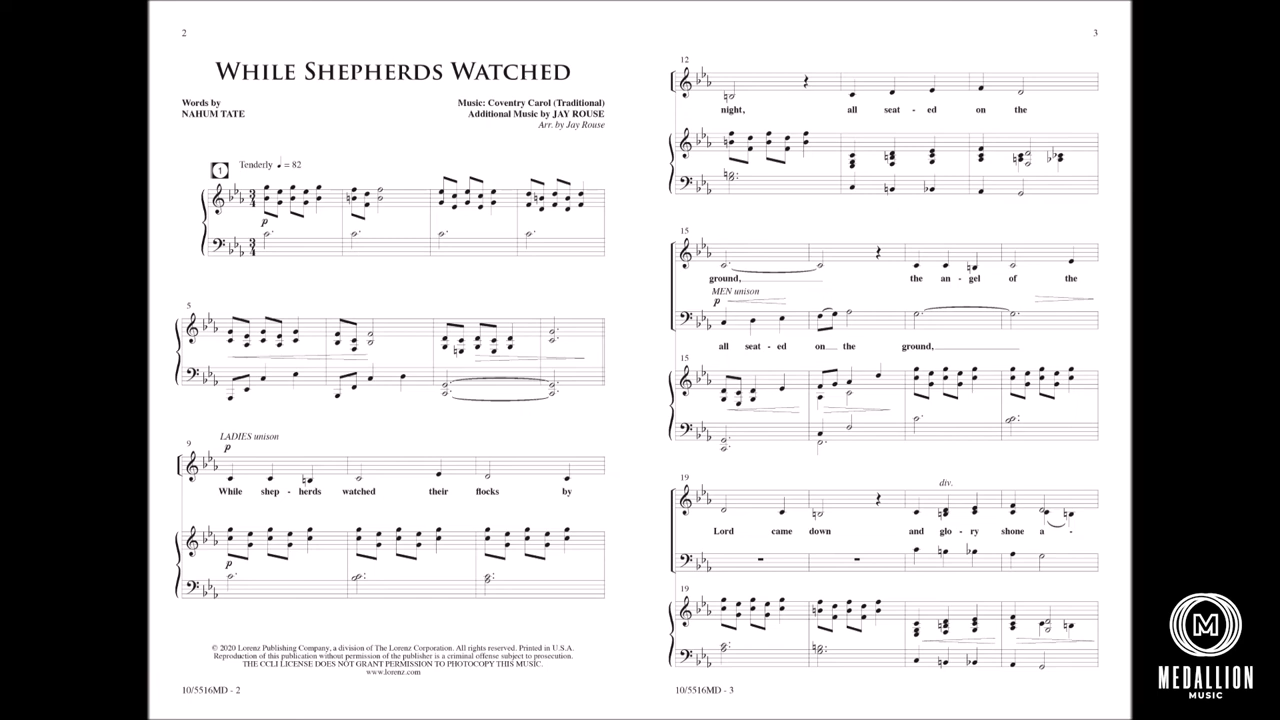 2
WHILE SHEPHERDS WATCHED
Words by
NAHUM TATE
Music: Coventry Carol (Traditional)
Additional Music by JAY ROUSE
Arr. by Jay Rouse
1
Tenderly ♩ = 82
p
5
LADIES unison
9
p
While shep - herds watched their flocks by
p
© 2020 Lorenz Publishing Company, a division of The Lorenz Corporation. All rights reserved. Printed in U.S.A.
Reproduction of this publication without permission of the publisher is a criminal offense subject to prosecution.
THE CCLI LICENSE DOES NOT GRANT PERMISSION TO PHOTOCOPY THIS MUSIC.
www.lorenz.com
10/5516MD - 2
3
12
night, all seat - ed on the
15
ground, the an - gel of the
MEN unison
p
all seat - ed on the ground,
15
19
div.
Lord came down and glo - ry shone a -
19
10/5516MD - 3
M
MEDALLION
MUSIC